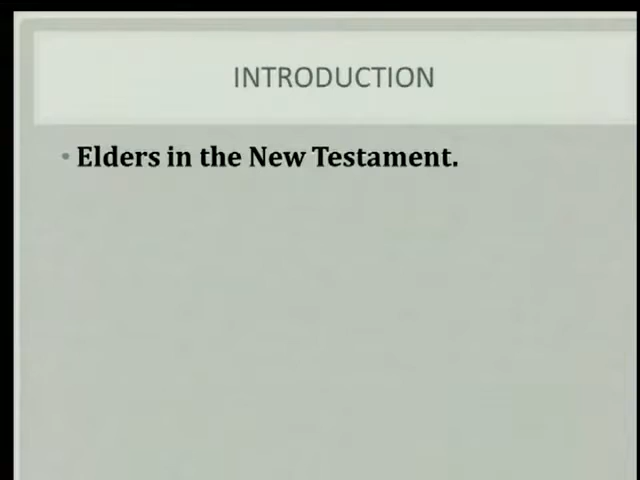 INTRODUCTION
• Elders in the New Testament.